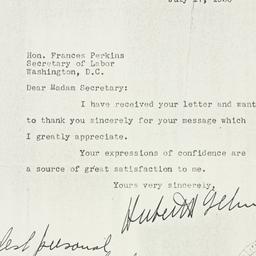 Hon. Frances Perkins
Secretary of Labor
Washington, D.C.
Dear Madam Secretary:
I have received your letter and want
to thank you sincerely for your message which
I greatly appreciate.
Your expressions of confidence are
a source of great satisfaction to me.
Yours very sincerely,
personal